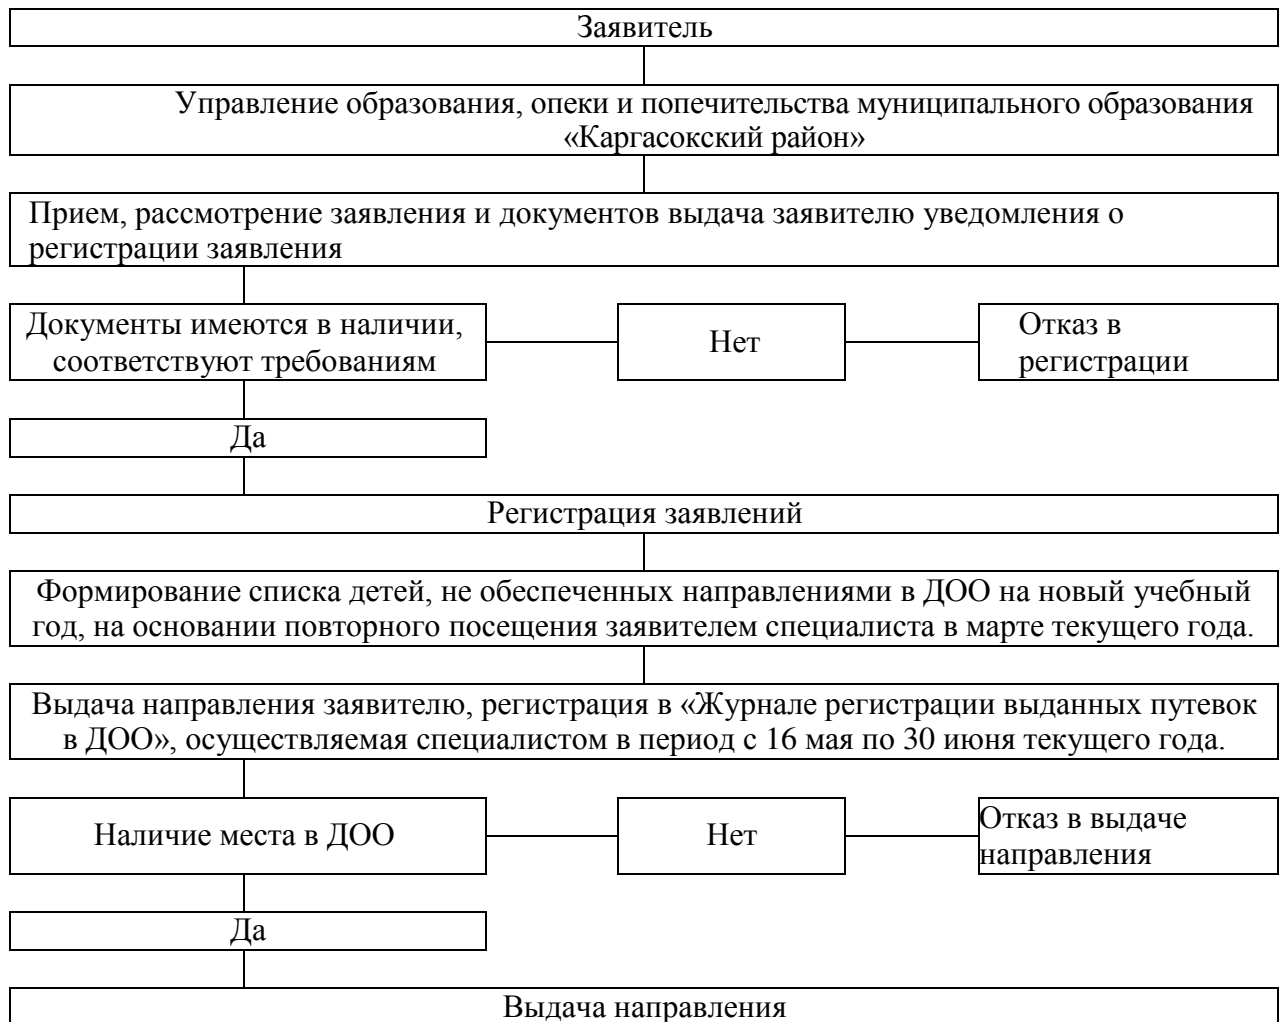 Заявитель
Управление образования, опеки и попечительства муниципального образования
«Каргасокский район»
Прием, рассмотрение заявления и документов выдача заявителю уведомления о
регистрации заявления
Документы имеются в наличии,
соответствуют требованиям
Нет
Отказ в
регистрации
Да
Регистрация заявлений
Формирование списка детей, не обеспеченных направлениями в ДОО на новый учебный
год, на основании повторного посещения заявителем специалиста в марте текущего года.
Выдача направления заявителю, регистрация в «Журнале регистрации выданных путевок
в ДОО», осуществляемая специалистом в период с 16 мая по 30 июня текущего года.
Наличие места в ДОО
Нет
Отказ в выдаче
направления
Да
Выдача направления